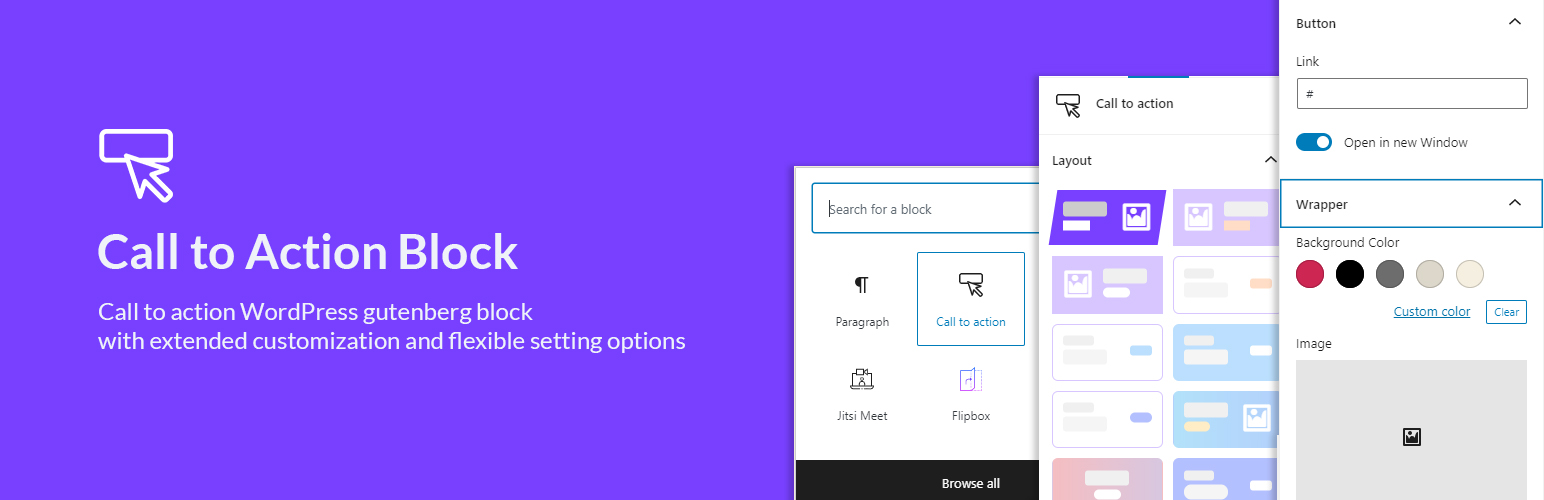 Call to Action Block
Call to action WordPress gutenberg block
with extended customization and flexible setting options
Search for a block
Paragraph
Call to action
Jitsi Meet
Flipbox
Browse all
Call to action
Layout
Button
Link
#
Open in new Window
Wrapper
Background Color
Custom color
Clear
Image